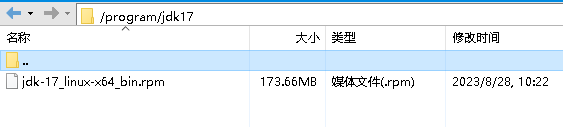 /program/jdk17
名称 大小 类型 修改时间
..
jdk-17_linux-x64_bin.rpm 173.66MB 媒体文件(.rpm) 2023/8/28, 10:22